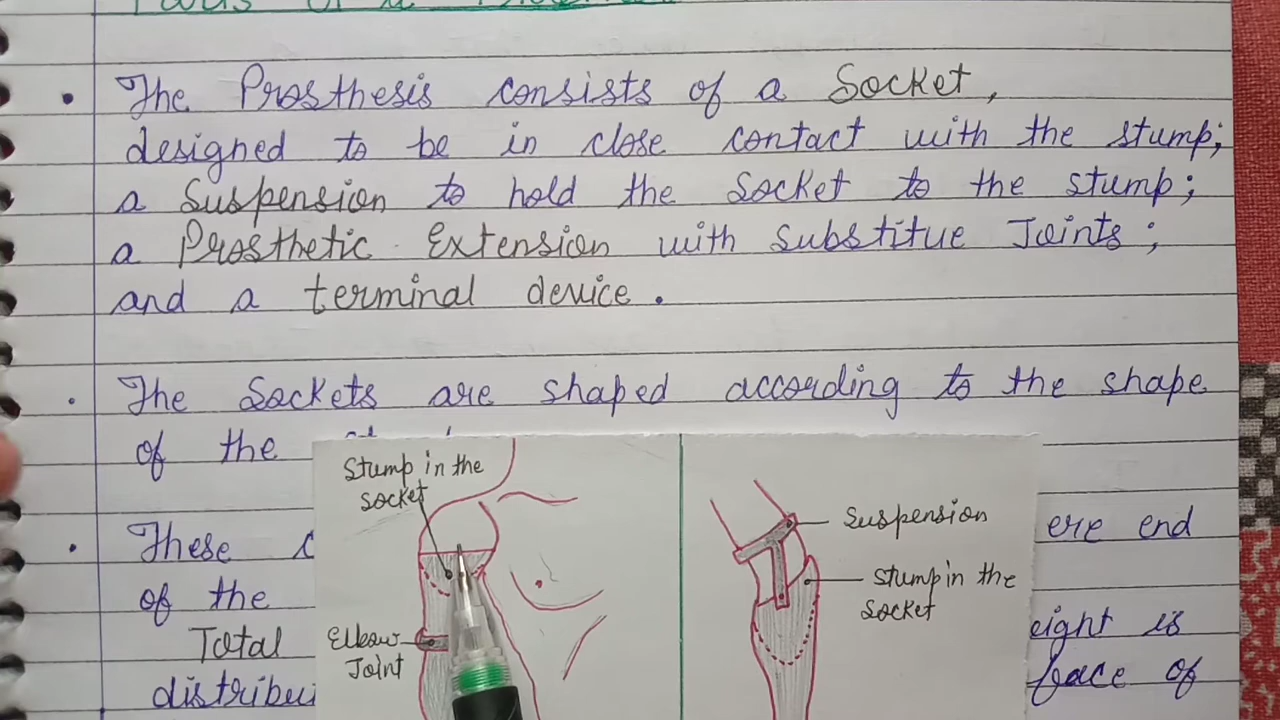 The Prosthesis consists of a Socket,
designed to be in close contact with the stump;
a Suspension to hold the Socket to the stump;
a Prosthetic Extension with substitue Joints;
and a terminal device.
The Sockets are shaped according to the shape
of the
These
ere end
of the
Total
eight is
distribu
face of
Stump in the
socket
Elbow
Joint
Suspension
stump in the
socket